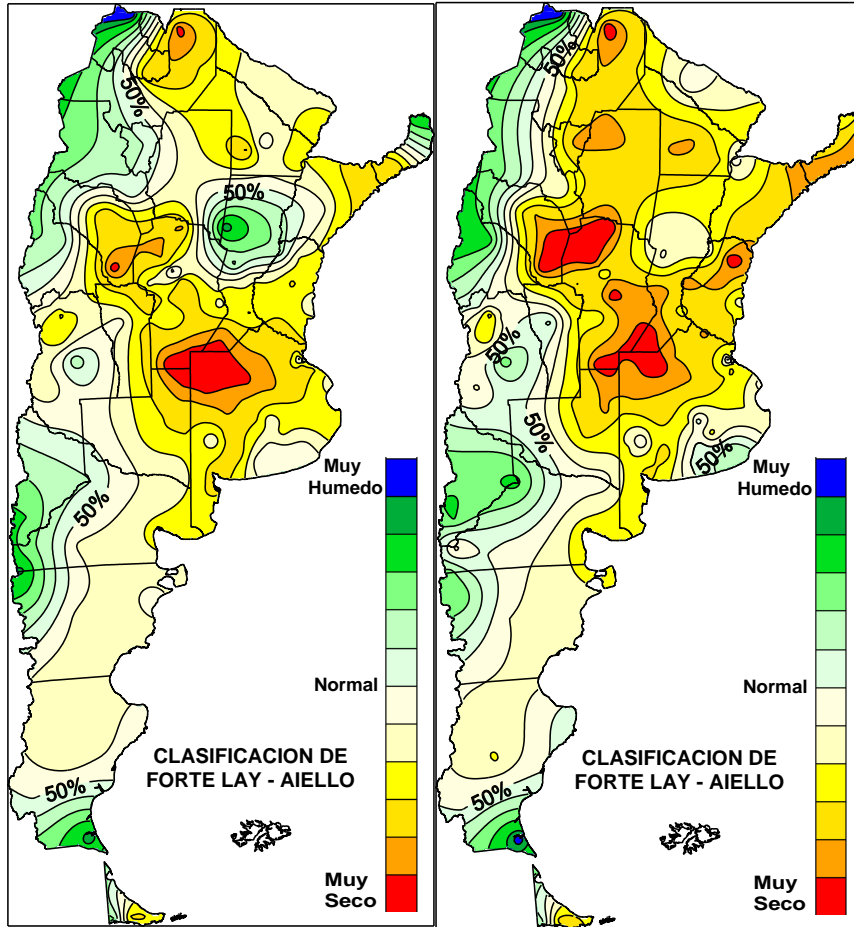 50%
50%
50%
50%
Muy
Humedo
Normal
CLASIFICACION DE
FORTE LAY - AIELLO
Muy
Seco
50%
50%
50%
50%
50%
Muy
Humedo
Normal
CLASIFICACION DE
FORTE LAY - AIELLO
Muy
Seco